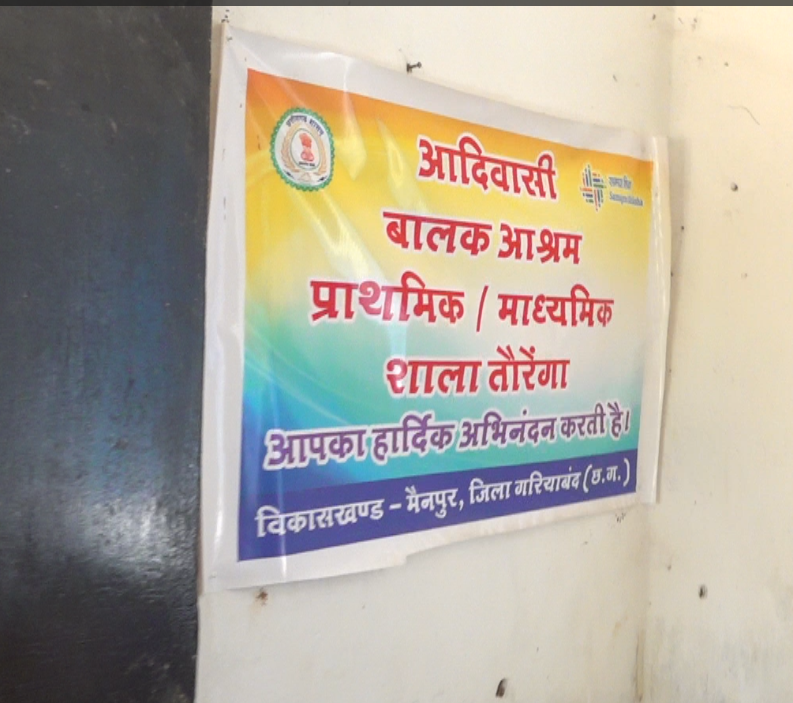 आदिवासी
बालक आश्रम
प्राथमिक / माध्यमिक
शाला तौरेंगा
आपका हार्दिक अभिनंदन करती है।
विकासखण्ड - मैनपुर, जिला गरियाबंद (छ.ग.)